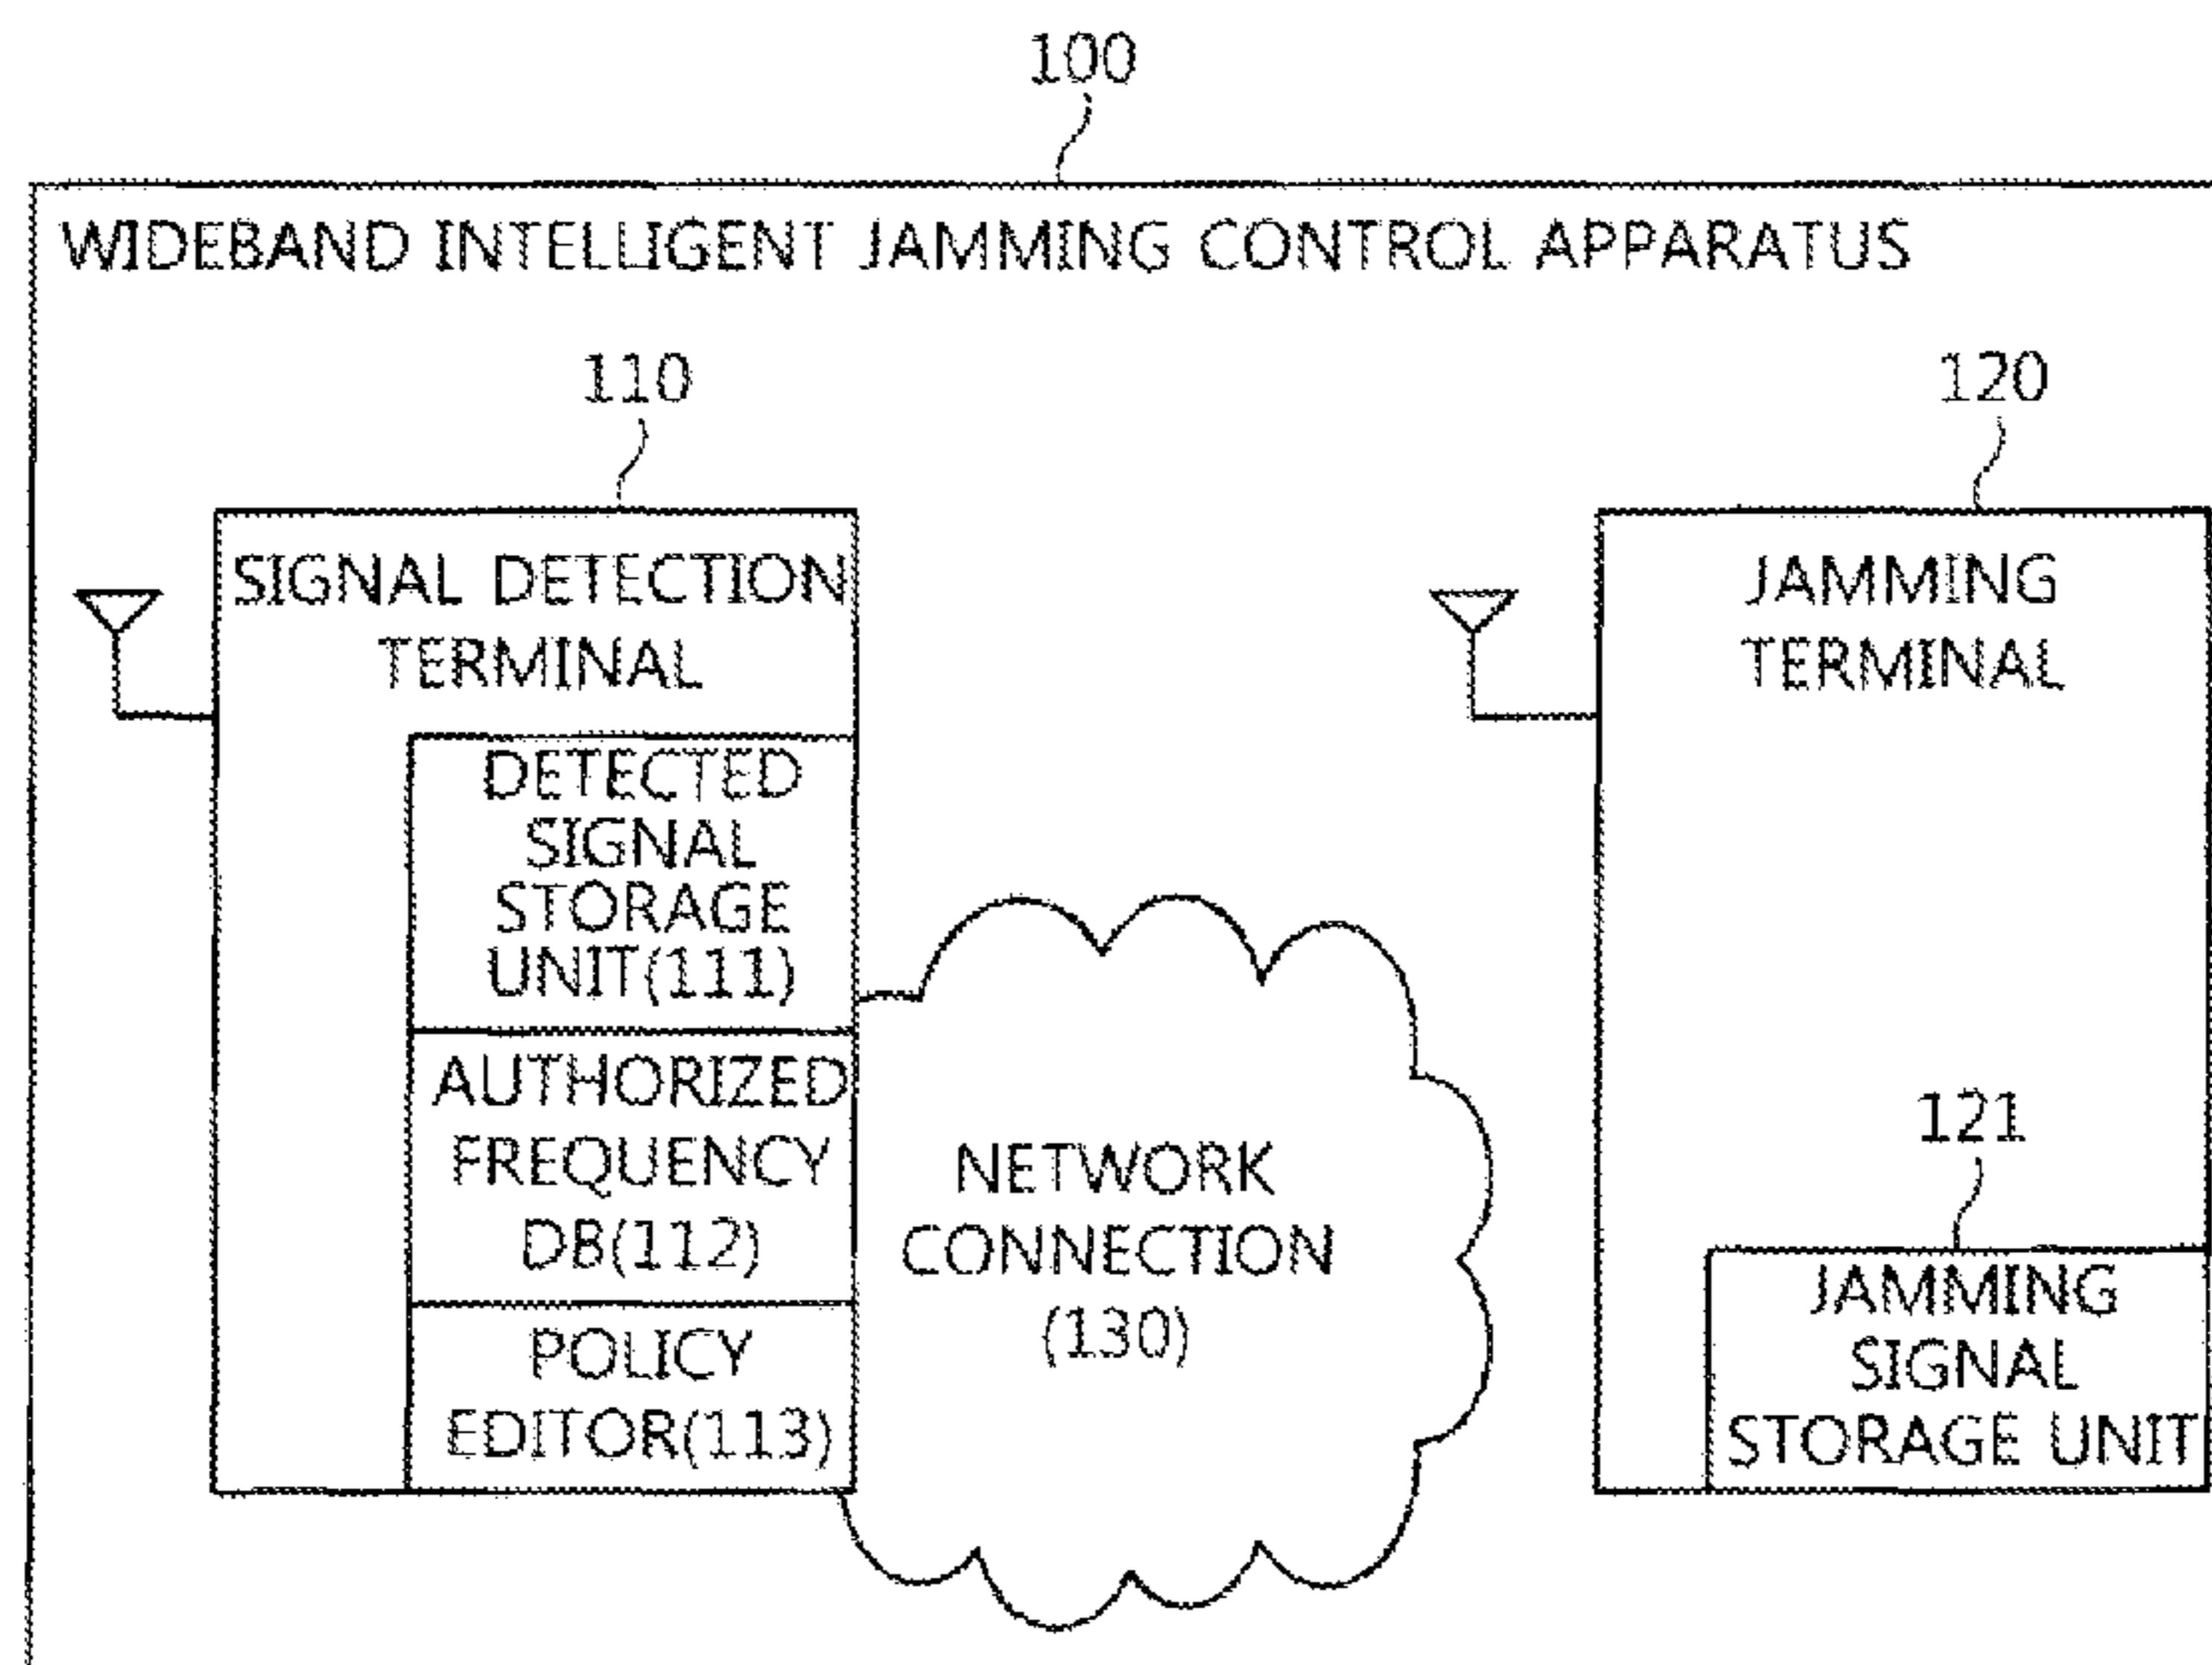 100
WIDEBAND INTELLIGENT JAMMING CONTROL APPARATUS
110
SIGNAL DETECTION
TERMINAL
DETECTED
SIGNAL
STORAGE
UNIT(111)
AUTHORIZED
FREQUENCY
DB(112)
POLICY
EDITOR(113)
NETWORK
CONNECTION
(130)
120
JAMMING
TERMINAL
121
JAMMING
SIGNAL
STORAGE UNIT